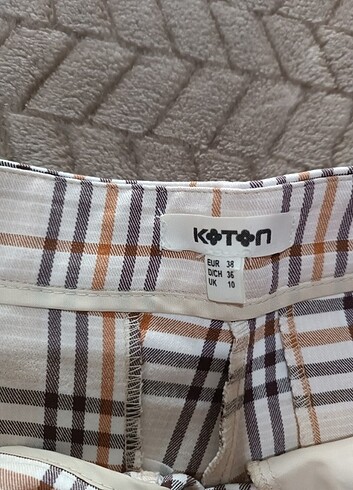 KOTON
EUR 38
D/CH 36
UK 10